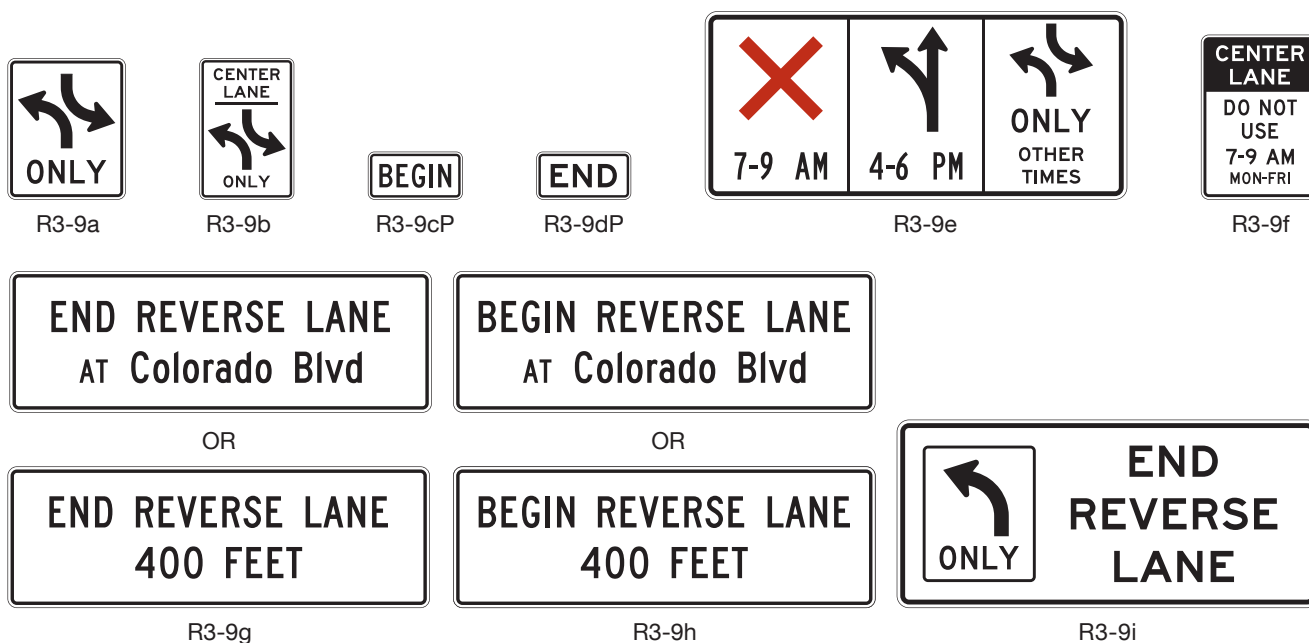 ONLY
R3-9a
CENTER
LANE
ONLY
R3-9b
BEGIN
R3-9cP
END
R3-9dP
7-9 AM
4-6 PM
ONLY
OTHER
TIMES
R3-9e
CENTER
LANE
DO NOT
USE
7-9 AM
MON-FRI
R3-9f
END REVERSE LANE
AT Colorado Blvd
OR
END REVERSE LANE
400 FEET
R3-9g
BEGIN REVERSE LANE
AT Colorado Blvd
OR
BEGIN REVERSE LANE
400 FEET
R3-9h
ONLY
END
REVERSE
LANE
R3-9i